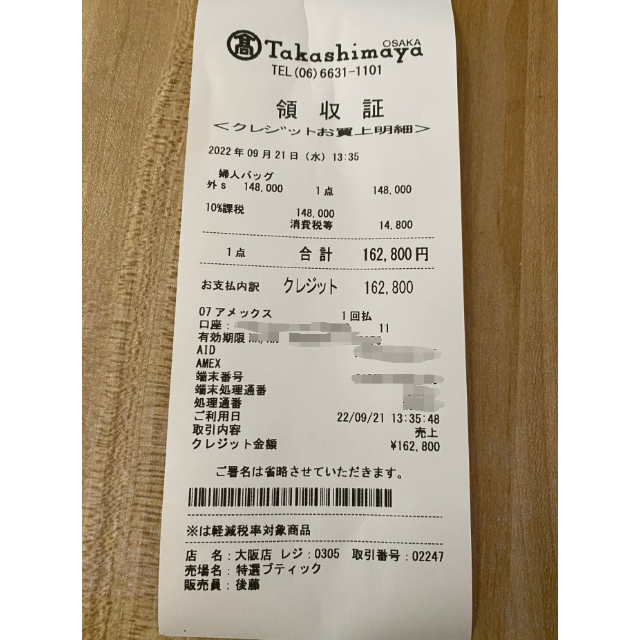 髙 Takashimaya OSAKA
TEL(06)6631-1101
領 収 証
<クレジットお買上明細>
2022年09月21日(水) 13:35
婦人バッグ
外s 148,000 1点 148,000
10%課税 148,000
消費税等 14,800
1点 合 計 162,800円
お支払内訳 クレジット 162,800
07 アメックス 1回払
口座: 11
有効期限
AID
AMEX
端末番号
端末処理通番
処理通番
ご利用日 22/09/21 13:35:48
取引内容 売上
クレジット金額 ¥162,800
ご署名は省略させていただきます。
※は軽減税率対象商品
店 名:大阪店 レジ:0305 取引番号:02247
売場名:特選ブティック
販売員:後藤